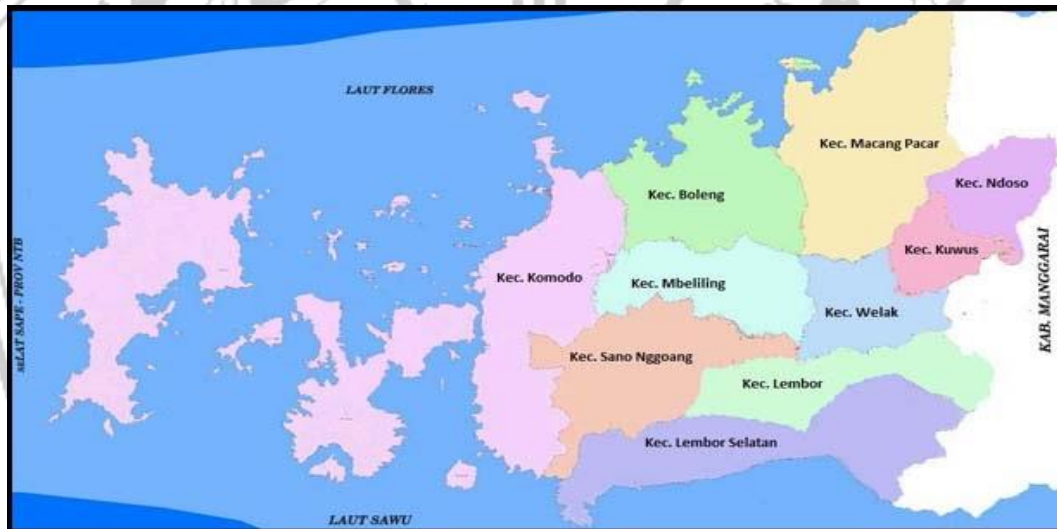 LAUT FLORES
Kec. Macang Pacar
Kec. Ndoso
Kec. Boleng
Kec. Kuwus
Kec. Komodo
Kec. Mbeliling
Kec. Welak
Kec. Sano Nggoang
Kec. Lembor
Kec. Lembor Selatan
seLAT SAPE - PROV NTB
KAB. MANGGARAI
LAUT SAWU